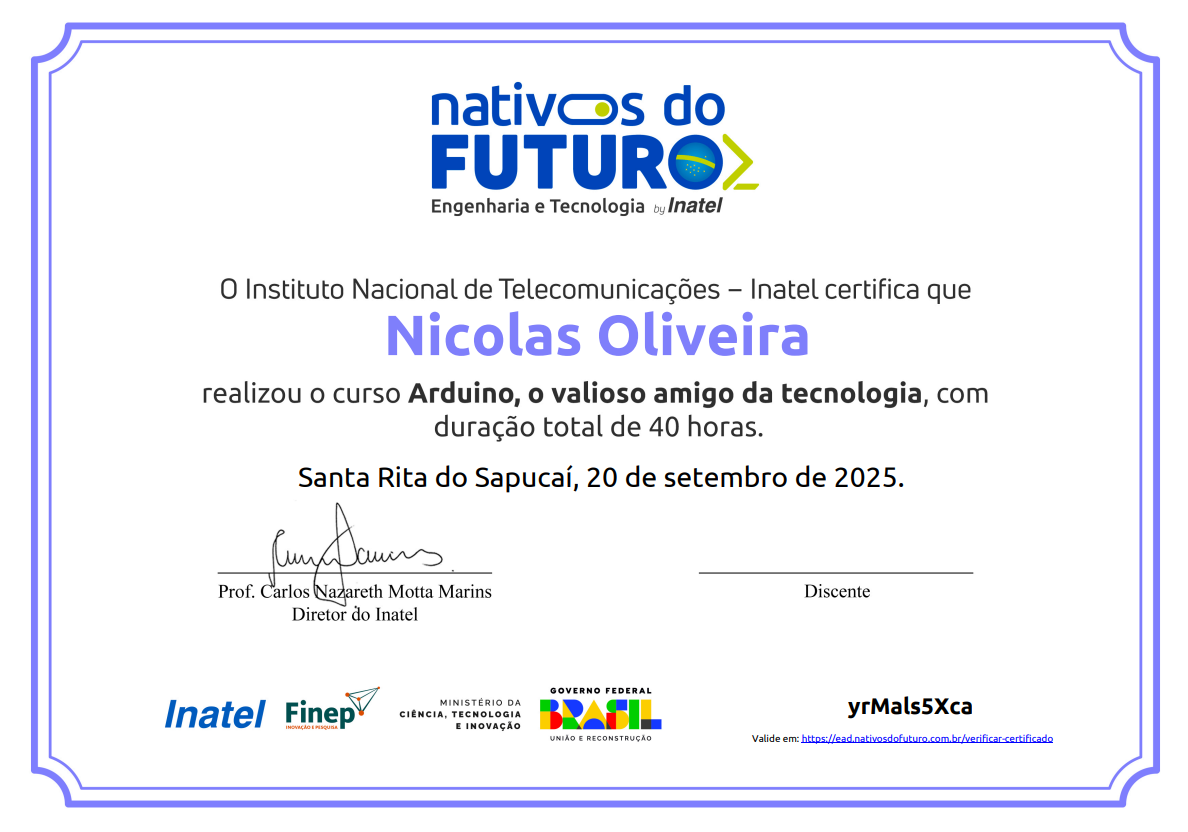 nativos do
FUTURO
Engenharia e Tecnologia by Inatel
O Instituto Nacional de Telecomunicações – Inatel certifica que
Nicolas Oliveira
realizou o curso Arduino, o valioso amigo da tecnologia, com
duração total de 40 horas.
Santa Rita do Sapucaí, 20 de setembro de 2025.
Prof. Carlos Nazareth Motta Marins
Diretor do Inatel
Discente
Inatel
Finep
INOVAÇÃO E PESQUISA
MINISTÉRIO DA
CIÊNCIA, TECNOLOGIA
E INOVAÇÃO
GOVERNO FEDERAL
BRASIL
UNIÃO E RECONSTRUÇÃO
yrMals5Xca
Valide em: https://ead.nativosdofuturo.com.br/verificar-certificado